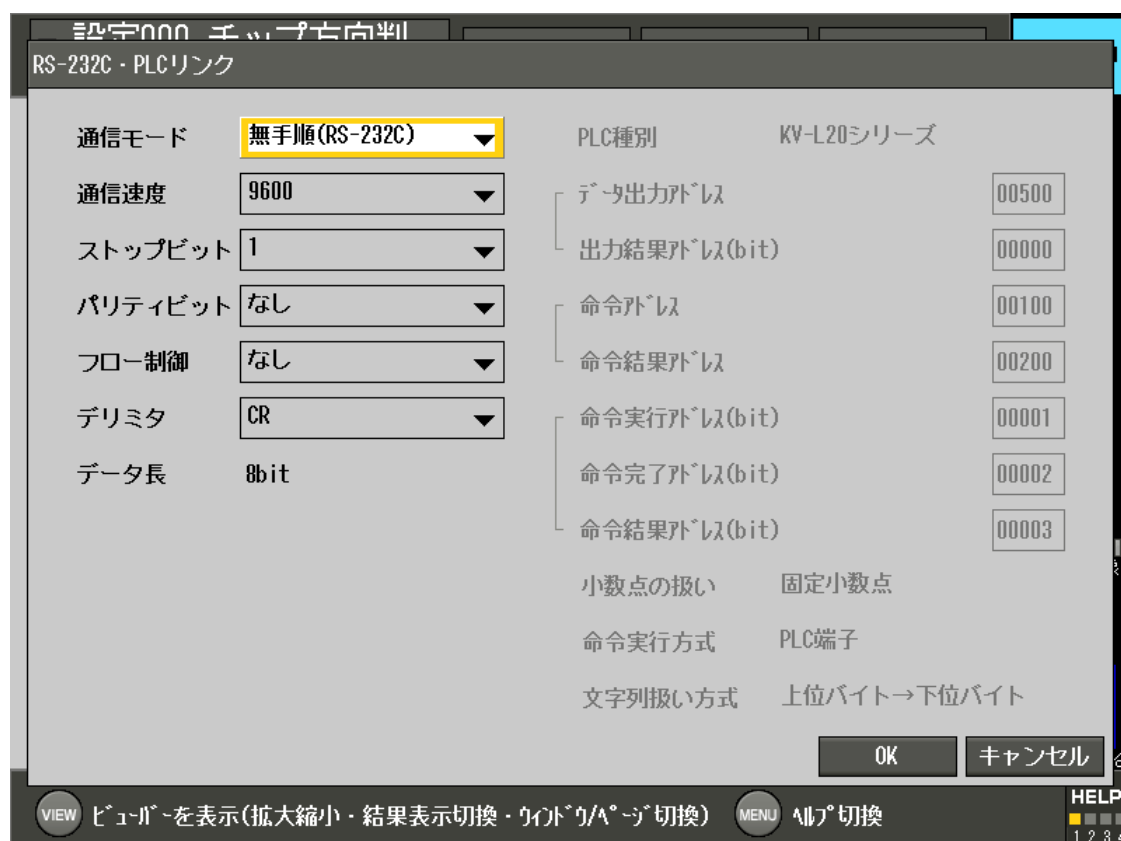 設定000 チップ方向判
RS-232C・PLCリンク
通信モード 無手順(RS-232C)
通信速度 9600
ストップビット 1
パリティビット なし
フロー制御 なし
デリミタ CR
データ長 8bit
PLC種別 KV-L20シリーズ
ﾃﾞｰﾀ出力ｱﾄﾞﾚｽ 00500
出力結果ｱﾄﾞﾚｽ(bit) 00000
命令ｱﾄﾞﾚｽ 00100
命令結果ｱﾄﾞﾚｽ 00200
命令実行ｱﾄﾞﾚｽ(bit) 00001
命令完了ｱﾄﾞﾚｽ(bit) 00002
命令結果ｱﾄﾞﾚｽ(bit) 00003
小数点の扱い 固定小数点
命令実行方式 PLC端子
文字列扱い方式 上位バイト→下位バイト
OK キャンセル
VIEW ﾋﾞｭｰﾊﾞｰを表示(拡大縮小・結果表示切換・ｳｨﾝﾄﾞｳ/ﾍﾟｰｼﾞ切換) MENU ﾍﾙﾌﾟ切換
HELP
1 2 3 4